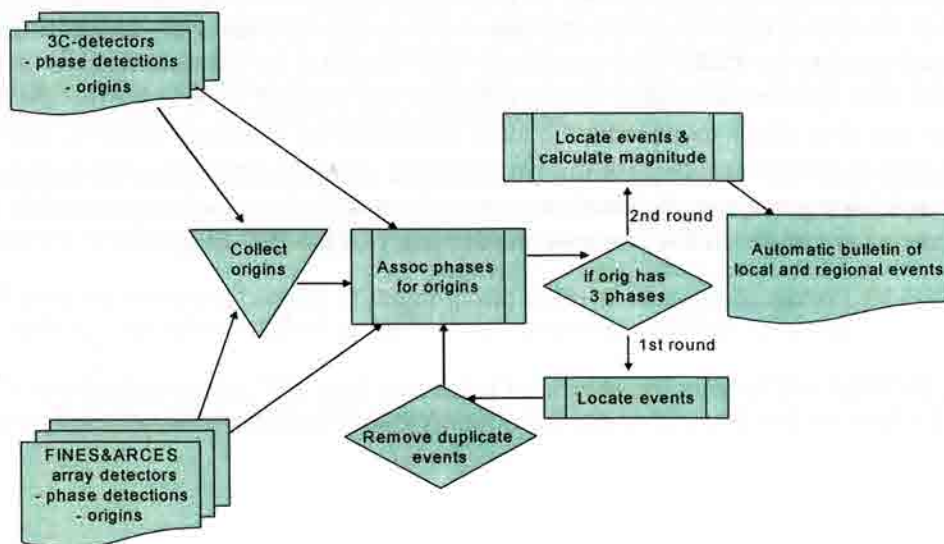 3C-detectors
- phase detections
- origins
Locate events &
calculate magnitude
2nd round
Collect
origins
Assoc phases
for origins
if orig has
3 phases
Automatic bulletin of
local and regional events
1st round
Locate events
Remove duplicate
events
FINES&ARCES
array detectors
- phase detections
- origins